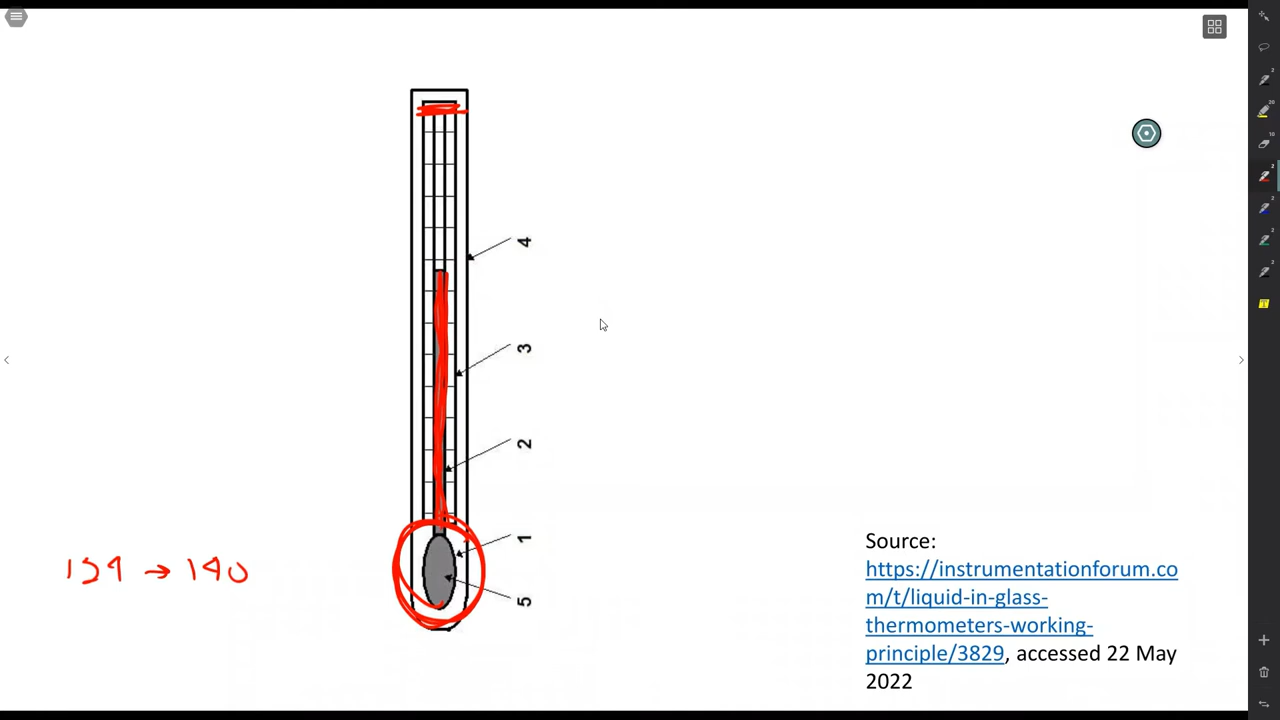 4
3
2
1
5
Source:
https://instrumentationforum.co
m/t/liquid-in-glass-
thermometers-working-
principle/3829, accessed 22 May
2022
→ 140